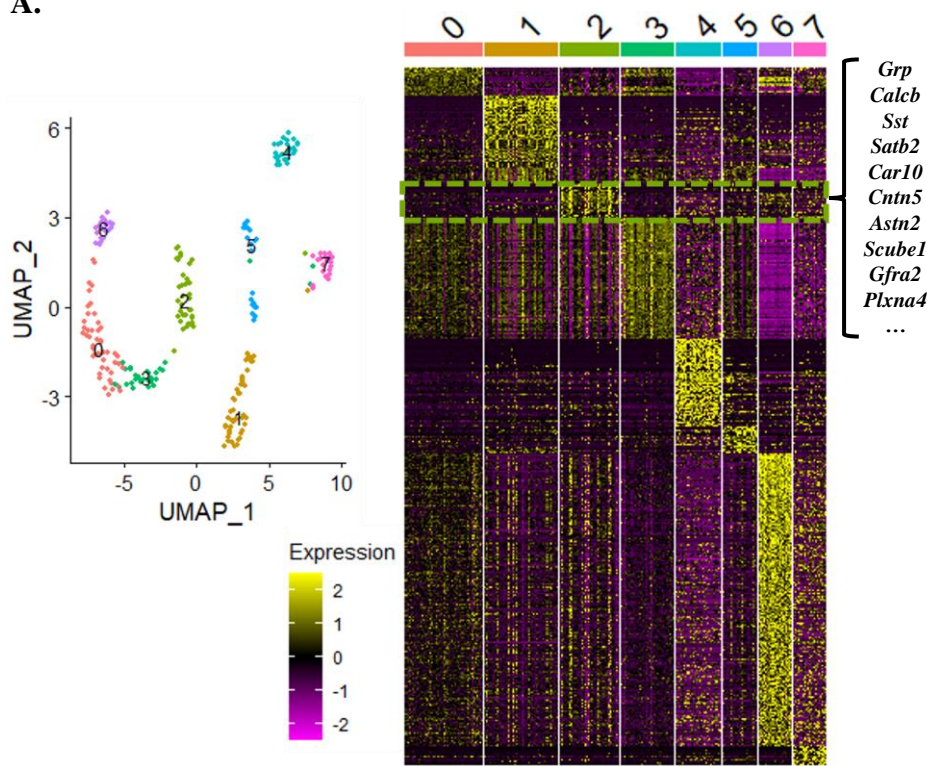 A.
0 1 2 3 4 5 6 7
Grp
Calcb
Sst
Satb2
Car10
Cntn5
Astn2
Scube1
Gfra2
Plxna4
...
UMAP_2
6
3
0
-3
4
6
5
7
2
0
3
1
-5 0 5 10
UMAP_1
Expression
2
1
0
-1
-2